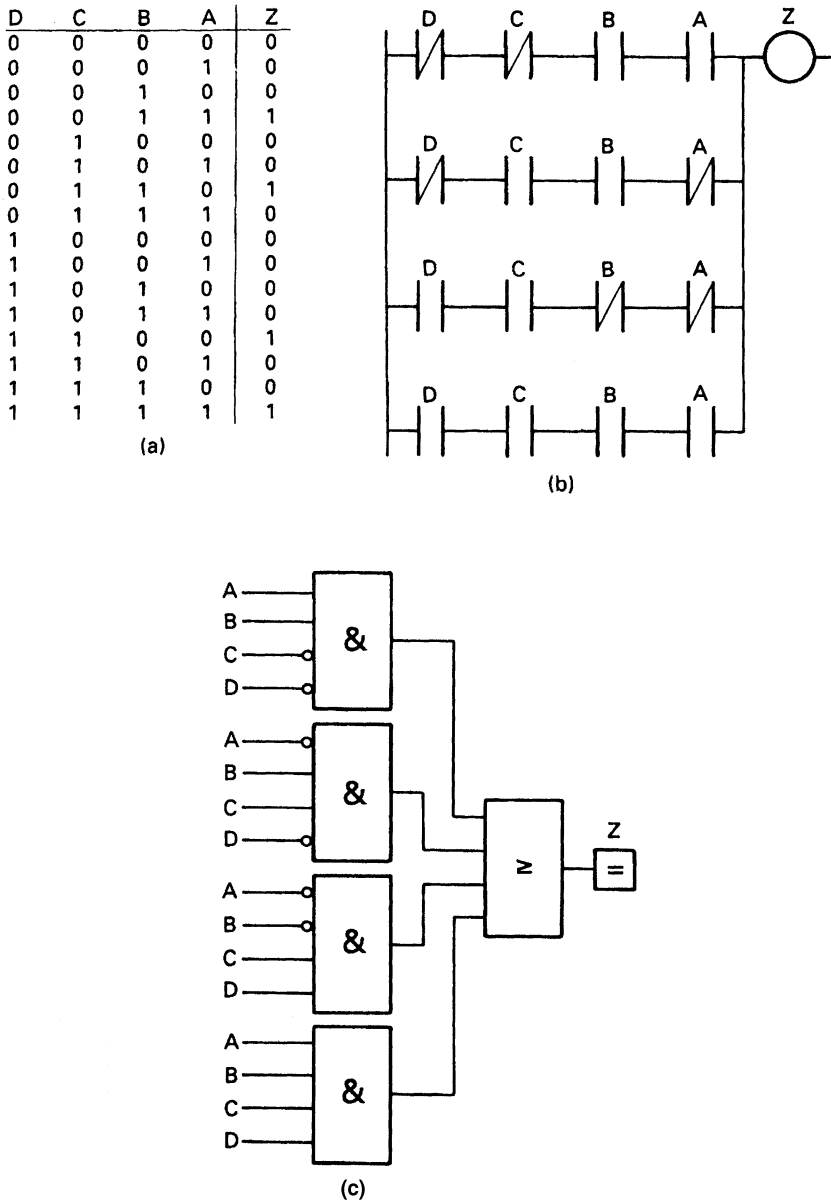 D C B A Z
0 0 0 0 0
0 0 0 1 0
0 0 1 0 0
0 0 1 1 1
0 1 0 0 0
0 1 0 1 0
0 1 1 0 1
0 1 1 1 0
1 0 0 0 0
1 0 0 1 0
1 0 1 0 0
1 0 1 1 0
1 1 0 0 1
1 1 0 1 0
1 1 1 0 0
1 1 1 1 1
(a)
D C B A Z
D C B A
D C B A
D C B A
(b)
A
B
C
D
&
A
B
C
D
&
A
B
C
D
&
A
B
C
D
&
≥
Z
=
(c)